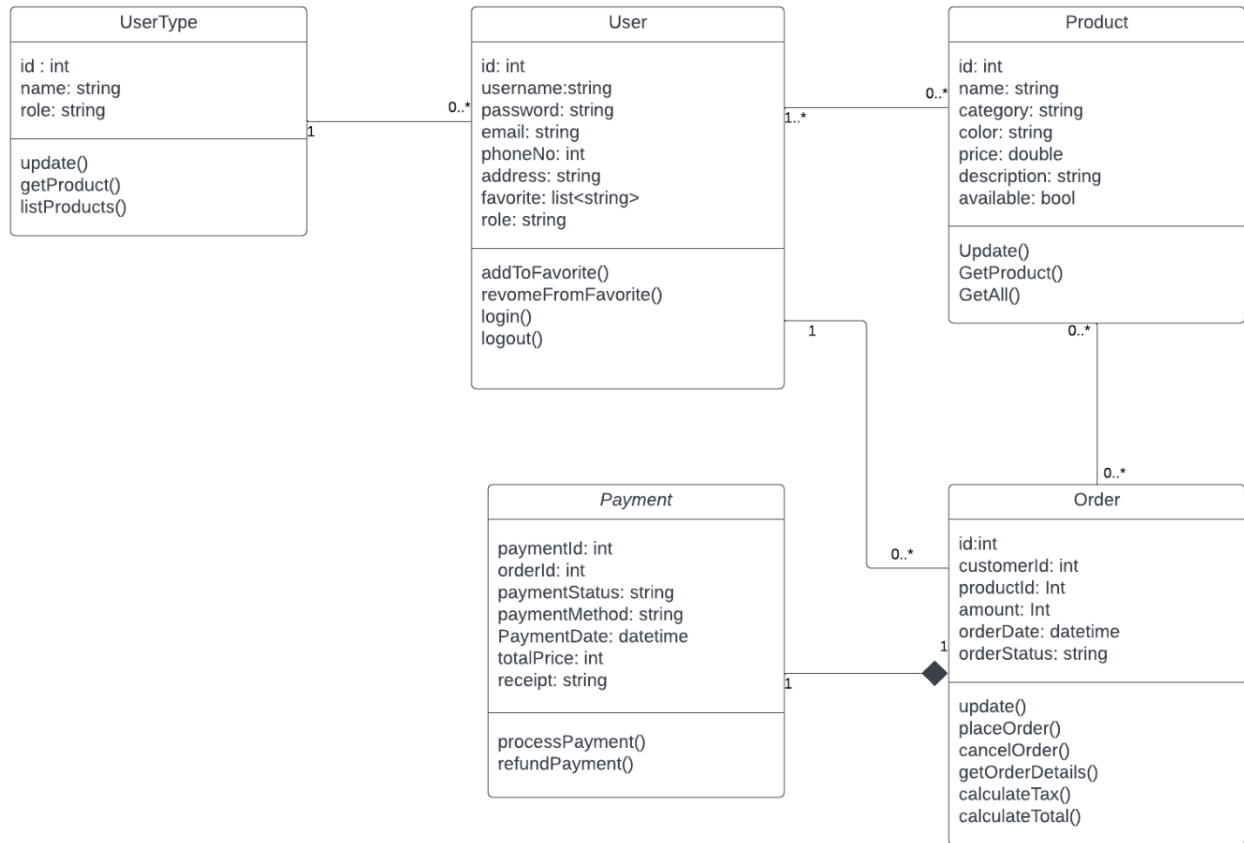 UserType
id : int
name: string
role: string
update()
getProduct()
listProducts()
1
0..*
User
id: int
username:string
password: string
email: string
phoneNo: int
address: string
favorite: list<string>
role: string
addToFavorite()
revomeFromFavorite()
login()
logout()
1..*
0..*
Product
id: int
name: string
category: string
color: string
price: double
description: string
available: bool
Update()
GetProduct()
GetAll()
1
0..*
0..*
0..*
Payment
paymentId: int
orderId: int
paymentStatus: string
paymentMethod: string
PaymentDate: datetime
totalPrice: int
receipt: string
processPayment()
refundPayment()
1
1
Order
id:int
customerId: int
productId: Int
amount: Int
orderDate: datetime
orderStatus: string
update()
placeOrder()
cancelOrder()
getOrderDetails()
calculateTax()
calculateTotal()